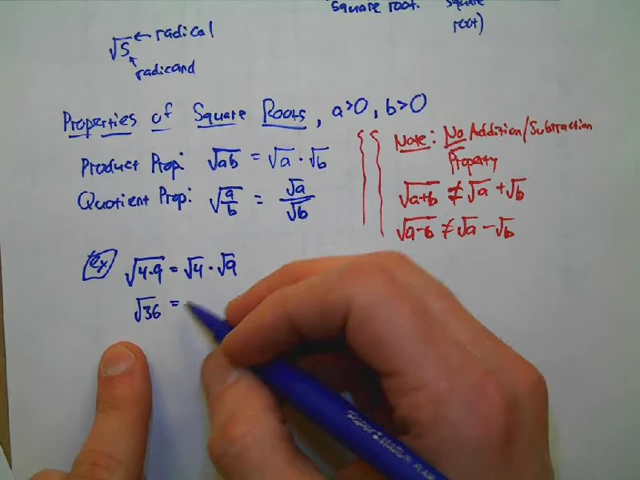 square root. square
root)
√5 ← radical
radicand
Properties of Square Roots, a>0, b>0
Product Prop: √ab = √a · √b
Quotient Prop: √a/b = √a/√b
Note: No Addition/Subtraction
Property
√a+b ≠ √a + √b
√a-b ≠ √a - √b
Ex √4·9 = √4 · √9
√36 =